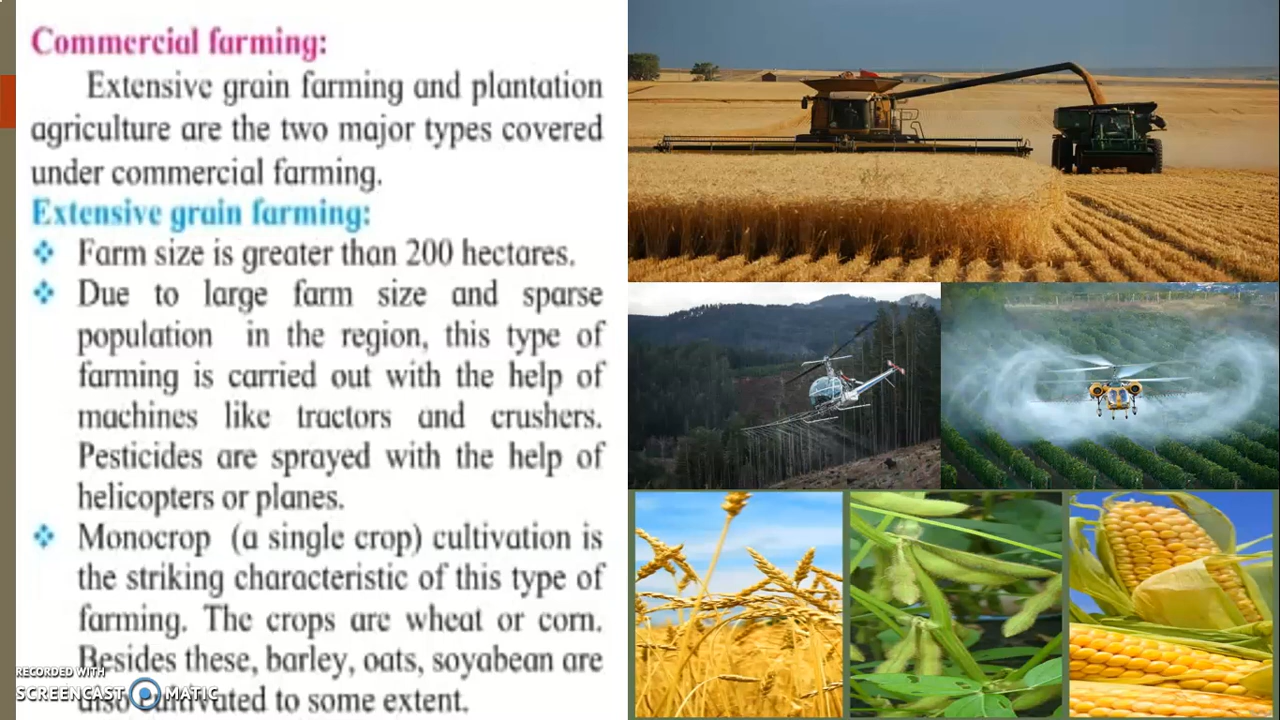 Commercial farming:
Extensive grain farming and plantation
agriculture are the two major types covered
under commercial farming.
Extensive grain farming:
Farm size is greater than 200 hectares.
Due to large farm size and sparse
population in the region, this type of
farming is carried out with the help of
machines like tractors and crushers.
Pesticides are sprayed with the help of
helicopters or planes.
Monocrop (a single crop) cultivation is
the striking characteristic of this type of
farming. The crops are wheat or corn.
Besides these, barley, oats, soyabean are
also cultivated to some extent.
RECORDED WITH
SCREENCAST MATIC